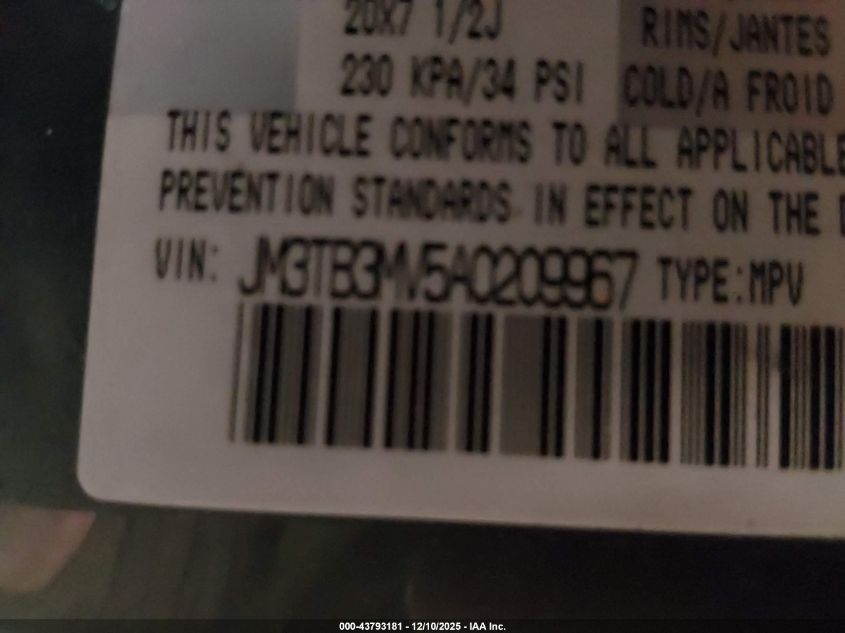 20X7 1/2J RIMS/JANTES
230 KPA/34 PSI COLD/A FROID
THIS VEHICLE CONFORMS TO ALL APPLICABLE
PREVENTION STANDARDS IN EFFECT ON THE
VIN: JM3TB3MV5A0209967 TYPE:MPV
000-43793181 - 12/10/2025 - IAA Inc.